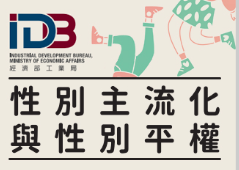 IDB
INDUSTRIAL DEVELOPMENT BUREAU,
MINISTRY OF ECONOMIC AFFAIRS
經濟部工業局
性別主流化
與性別平權